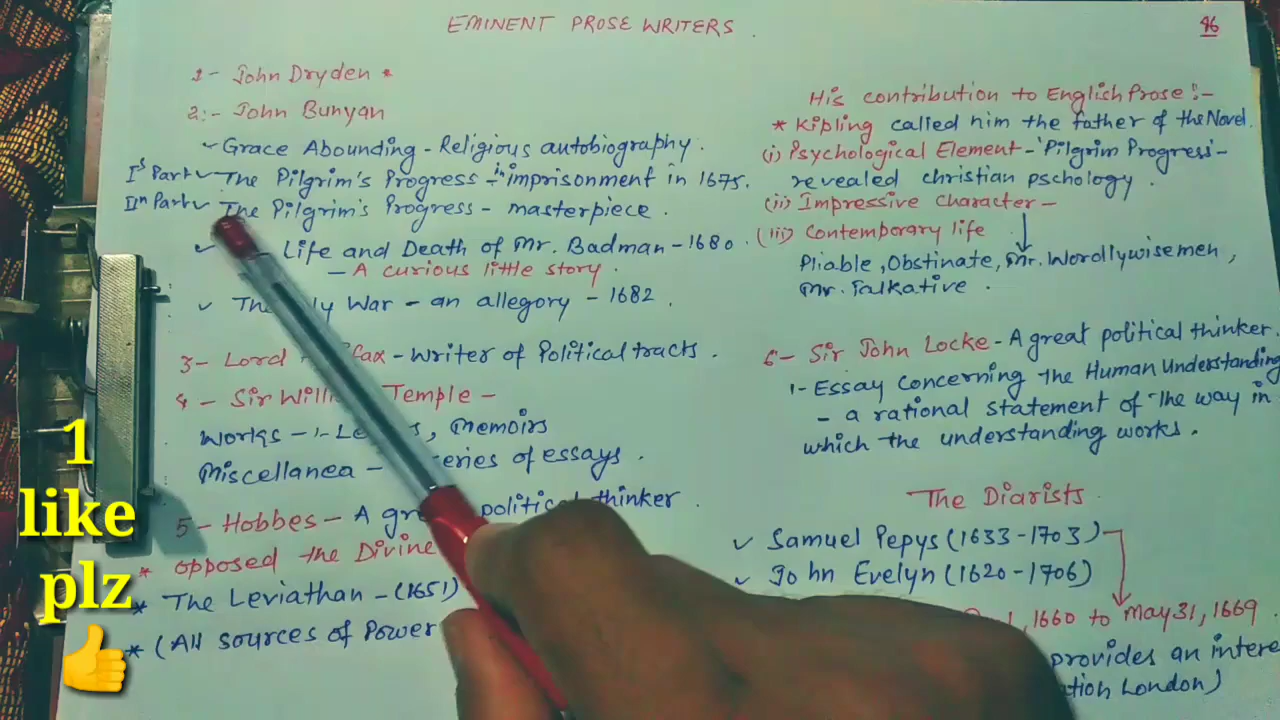 EMINENT PROSE WRITERS.
46
1- John Dryden *
2:- John Bunyan
Grace Abounding - Religious autobiography.
Ist Part The Pilgrim's Progress - in imprisonment in 1675.
IIn Part The Pilgrim's Progress - masterpiece.
Life and Death of Mr. Badman - 1680.
- A curious little story.
War - an allegory - 1682.
3- Lord - Writer of Political tracts.
4- Sir Temple -
Works - 1- , Memoirs
Miscellanea - series of essays.
5- Hobbes - A political thinker
* opposed the Divine
* The Leviathan - (1651)
* (All sources of Power
His contribution to English Prose :-
* Kipling called him the father of the Novel.
(i) Psychological Element - 'Pilgrim Progress' -
revealed christian pschology.
(ii) Impressive character -
(iii) Contemporary life
Pliable, Obstinate, Mr. Wordlywisemen,
Mr. Talkative.
6- Sir John Locke - A great political thinker.
1- Essay concerning the Human Understanding
- a rational statement of the way in
which the understanding works.
The Diarists
Samuel Pepys (1633-1703)
John Evelyn (1620-1706)
1, 1660 to May 31, 1669.
provides an
London)
1
like
plz